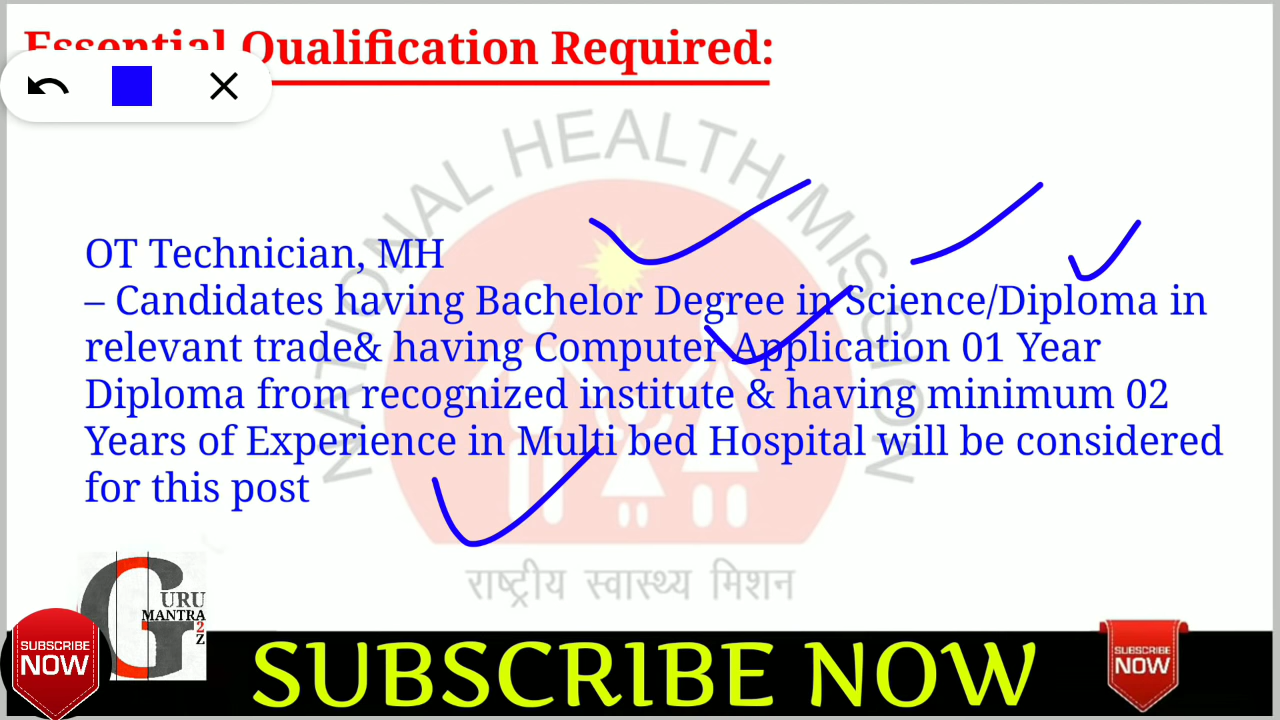 Essential Qualification Required:
NATIONAL HEALTH MISSION
OT Technician, MH
– Candidates having Bachelor Degree in Science/Diploma in
relevant trade& having Computer Application 01 Year
Diploma from recognized institute & having minimum 02
Years of Experience in Multi bed Hospital will be considered
for this post
राष्ट्रीय स्वास्थ्य मिशन
GURU
MANTRA
2
Z
SUBSCRIBE
NOW
SUBSCRIBE NOW
SUBSCRIBE
NOW